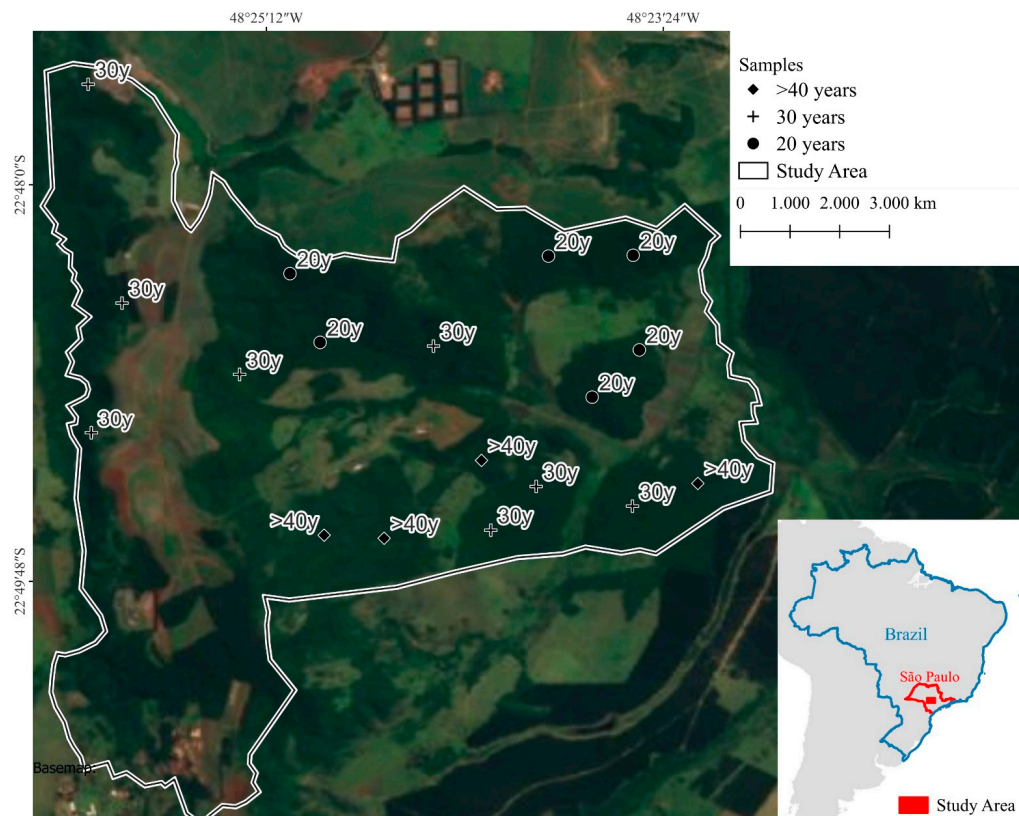 48°25'12"W
48°23'24"W
Samples
>40 years
30 years
20 years
Study Area
0 1.000 2.000 3.000 km
22°48'0"S
22°49'48"S
30y
20y
20y
20y
30y
20y
30y
20y
30y
20y
30y
>40y
>40y
30y
30y
>40y
>40y
30y
Basemap:
Brazil
São Paulo
Study Area